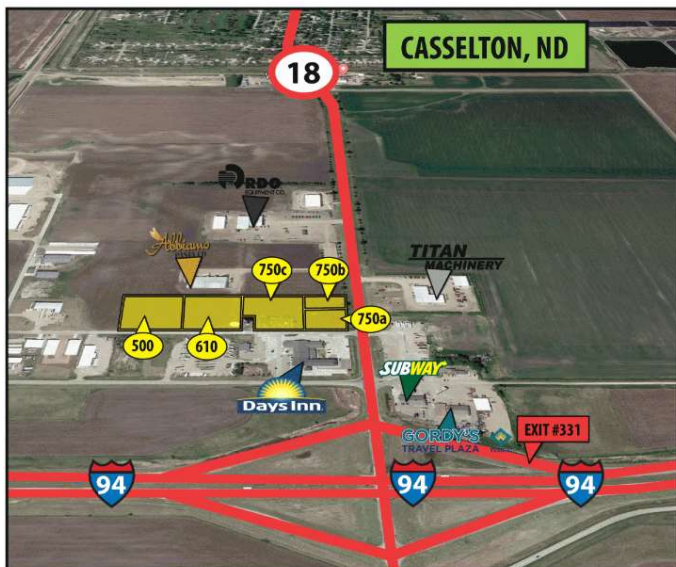 CASSELTON, ND
18
RDO
EQUIPMENT CO.
Abbiamo
TITAN
MACHINERY
750c
750b
750a
500
610
SUBWAY
Days Inn
GORDY'S
TRAVEL PLAZA
EXIT #331
94
94
94